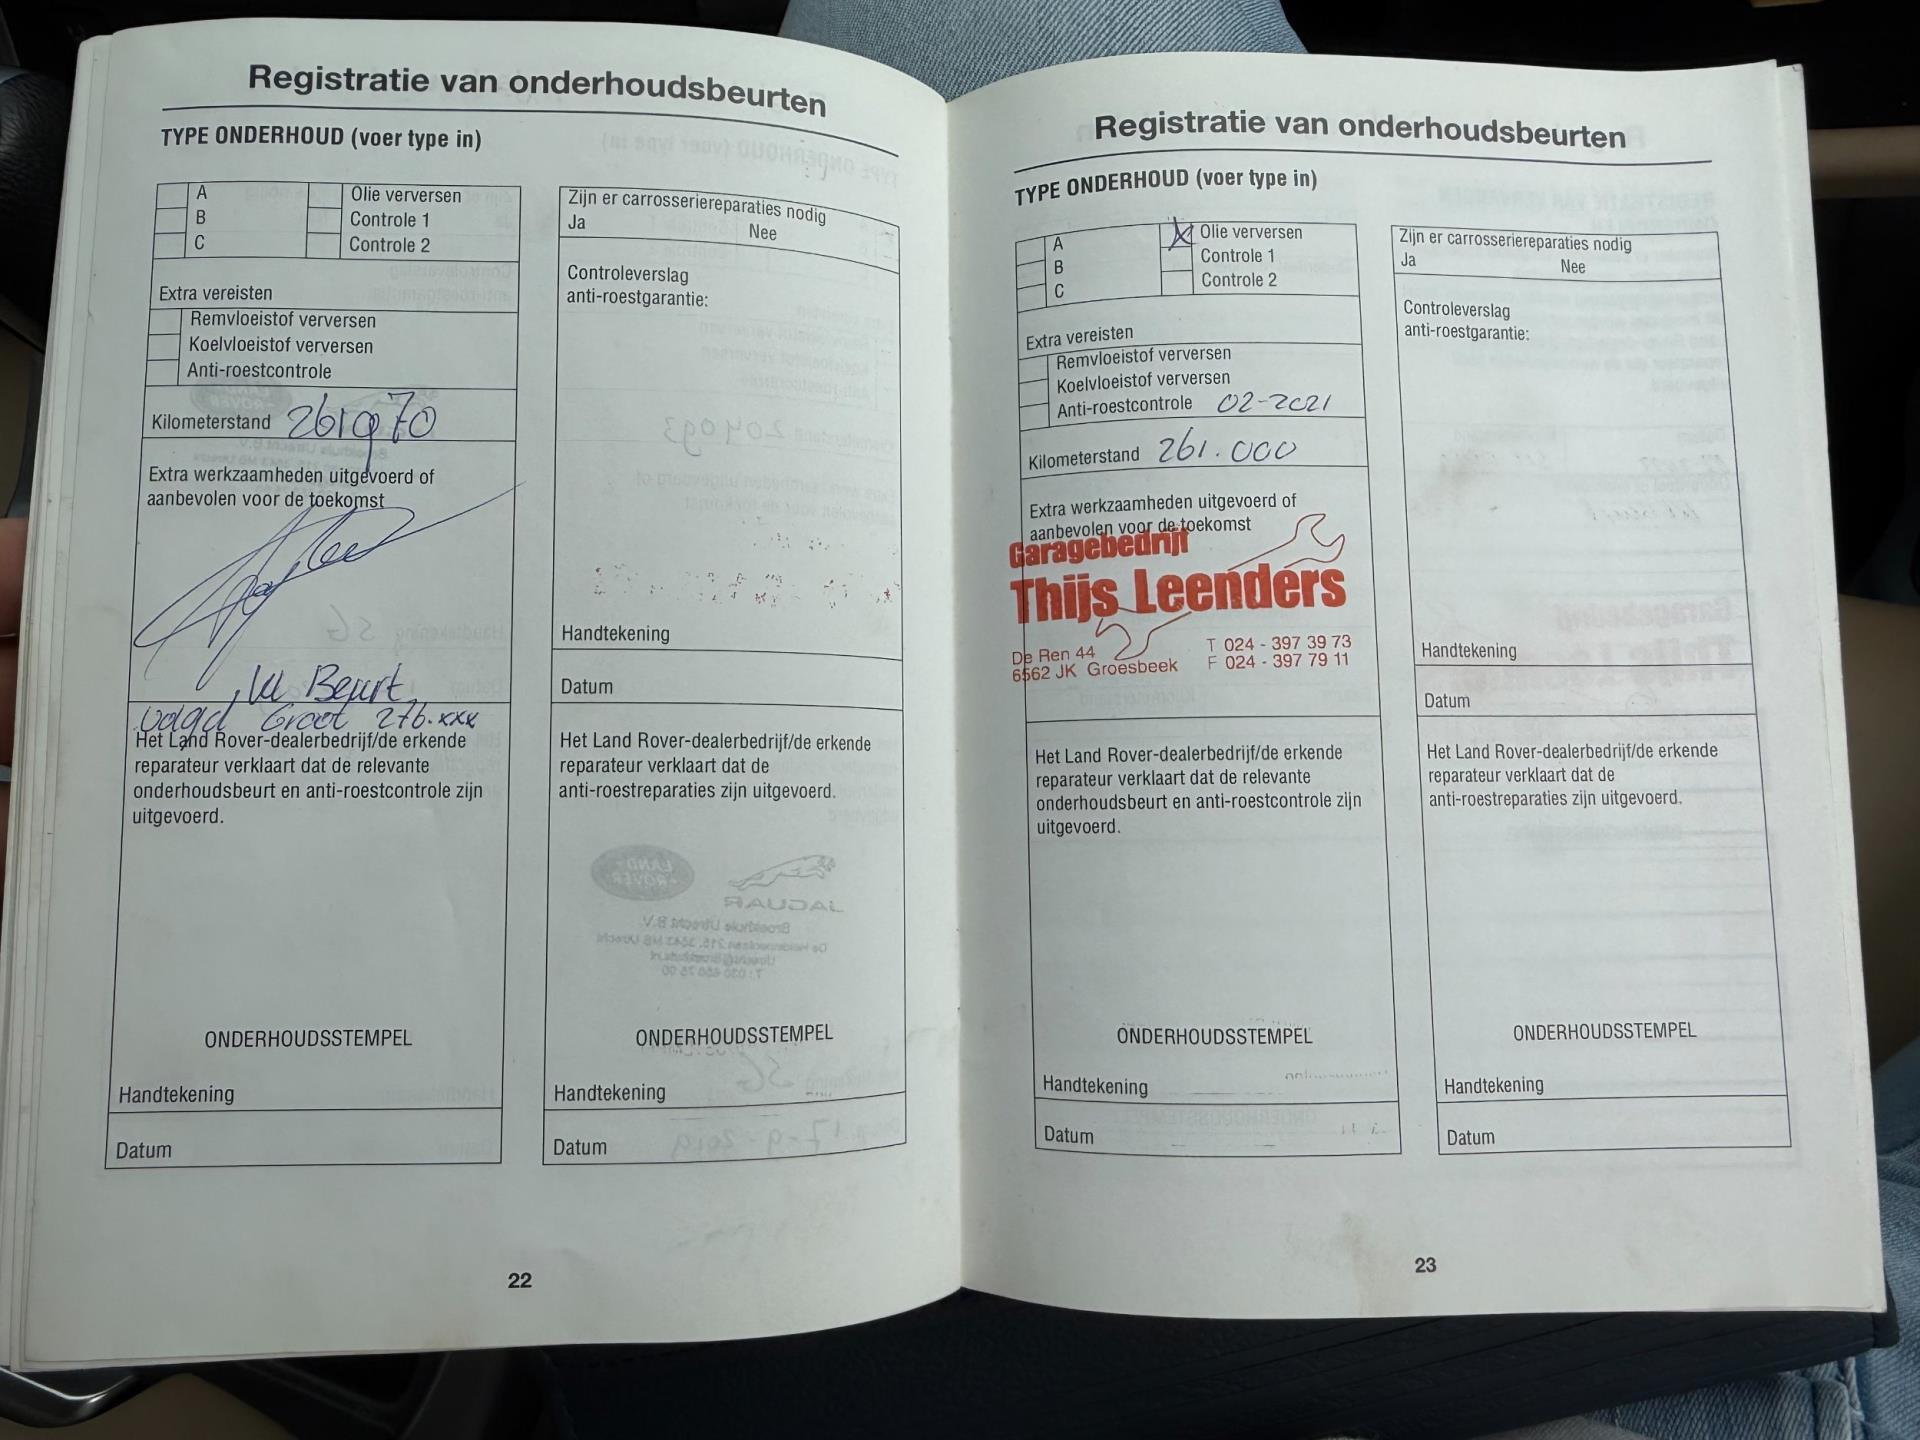 Registratie van onderhoudsbeurten
TYPE ONDERHOUD (voer type in)
A
B
C
Olie verversen
Controle 1
Controle 2
Extra vereisten
Remvloeistof verversen
Koelvloeistof verversen
Anti-roestcontrole
Kilometerstand 261970
Extra werkzaamheden uitgevoerd of
aanbevolen voor de toekomst
Beurt
Groot 276.xxx
Het Land Rover-dealerbedrijf/de erkende
reparateur verklaart dat de relevante
onderhoudsbeurt en anti-roestcontrole zijn
uitgevoerd.
ONDERHOUDSSTEMPEL
Handtekening
Datum
Zijn er carrosseriereparaties nodig
Ja Nee
Controleverslag
anti-roestgarantie:
Handtekening
Datum
Het Land Rover-dealerbedrijf/de erkende
reparateur verklaart dat de
anti-roestreparaties zijn uitgevoerd.
ONDERHOUDSSTEMPEL
Handtekening
Datum
22
Registratie van onderhoudsbeurten
TYPE ONDERHOUD (voer type in)
A
B
C
X Olie verversen
Controle 1
Controle 2
Extra vereisten
Remvloeistof verversen
Koelvloeistof verversen
Anti-roestcontrole 02-2021
Kilometerstand 261.000
Extra werkzaamheden uitgevoerd of
aanbevolen voor de toekomst
Garagebedrijf
Thijs Leenders
De Ren 44 T 024 - 397 39 73
6562 JK Groesbeek F 024 - 397 79 11
Het Land Rover-dealerbedrijf/de erkende
reparateur verklaart dat de relevante
onderhoudsbeurt en anti-roestcontrole zijn
uitgevoerd.
ONDERHOUDSSTEMPEL
Handtekening
Datum
Zijn er carrosseriereparaties nodig
Ja Nee
Controleverslag
anti-roestgarantie:
Handtekening
Datum
Het Land Rover-dealerbedrijf/de erkende
reparateur verklaart dat de
anti-roestreparaties zijn uitgevoerd.
ONDERHOUDSSTEMPEL
Handtekening
Datum
23